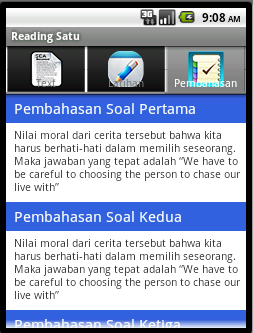 3G
9:08 AM
Reading Satu
SCA
Text
Latihan
Pembahasan
Pembahasan Soal Pertama
Nilai moral dari cerita tersebut bahwa kita
harus berhati-hati dalam memilih seseorang.
Maka jawaban yang tepat adalah “We have to
be careful to choosing the person to chase our
live with”
Pembahasan Soal Kedua
Nilai moral dari cerita tersebut bahwa kita
harus berhati-hati dalam memilih seseorang.
Maka jawaban yang tepat adalah “We have to
be careful to choosing the person to chase our
live with”
Pembahasan Soal Ketiga